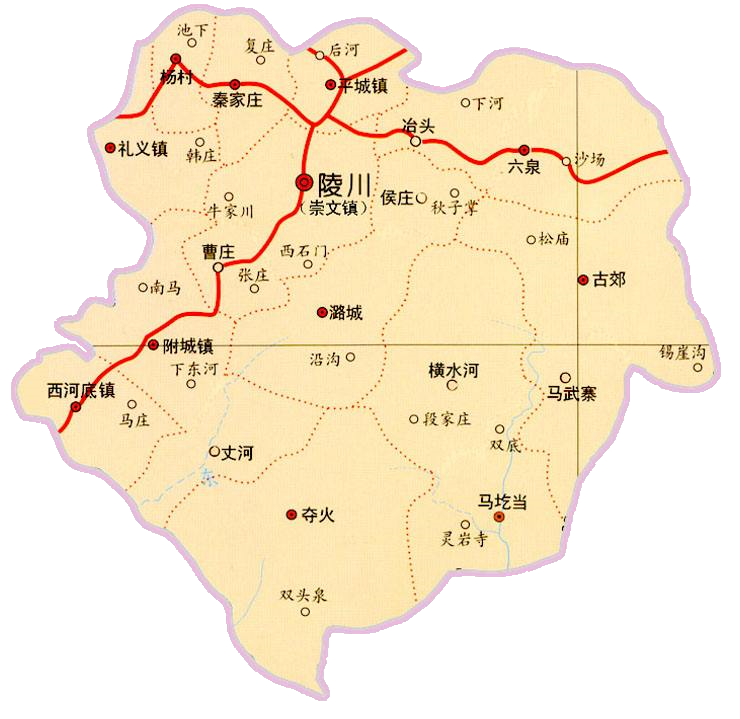 池下
复庄
后河
杨村
秦家庄
平城镇
下河
冶头
礼义镇
韩庄
六泉
沙场
陵川
（崇文镇）
侯庄
秋子掌
牛家川
曹庄
西石门
松庙
张庄
南马
古郊
潞城
附城镇
沿沟
锡崖沟
下东河
横水河
西河底镇
马武寨
马庄
段家庄
双底
丈河
东
马圪当
夺火
灵岩寺
双头泉